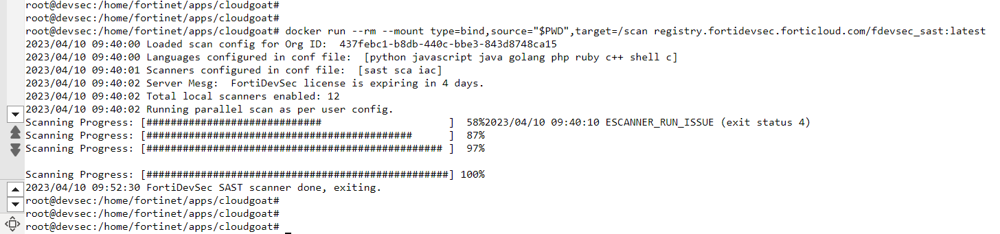 root@devsec:/home/fortinet/apps/cloudgoat#
root@devsec:/home/fortinet/apps/cloudgoat#
root@devsec:/home/fortinet/apps/cloudgoat# docker run --rm --mount type=bind,source="$PWD",target=/scan registry.fortidevsec.forticloud.com/fdevsec_sast:latest
2023/04/10 09:40:00 Loaded scan config for Org ID:  437febc1-b8db-440c-bbe3-843d8748ca15
2023/04/10 09:40:00 Languages configured in conf file:  [python javascript java golang php ruby c++ shell c]
2023/04/10 09:40:01 Scanners configured in conf file:  [sast sca iac]
2023/04/10 09:40:02 Server Mesg:  FortiDevSec license is expiring in 4 days.
2023/04/10 09:40:02 Total local scanners enabled: 12
2023/04/10 09:40:02 Running parallel scan as per user config.
Scanning Progress: [#############################                     ]  58%2023/04/10 09:40:10 ESCANNER_RUN_ISSUE (exit status 4)
Scanning Progress: [############################################      ]  87%
Scanning Progress: [################################################# ]  97%
Scanning Progress: [##################################################] 100%
2023/04/10 09:52:30 FortiDevSec SAST scanner done, exiting.
root@devsec:/home/fortinet/apps/cloudgoat#
root@devsec:/home/fortinet/apps/cloudgoat#
root@devsec:/home/fortinet/apps/cloudgoat#